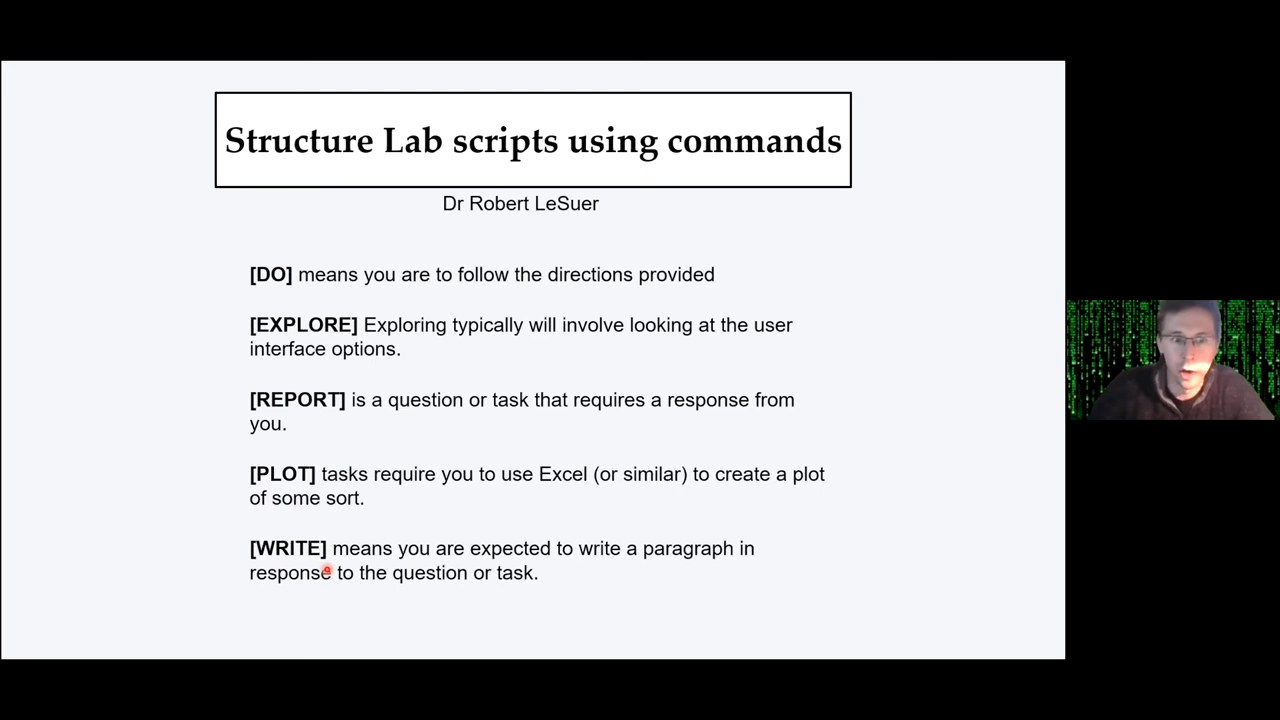 Structure Lab scripts using commands
Dr Robert LeSuer
[DO] means you are to follow the directions provided
[EXPLORE] Exploring typically will involve looking at the user
interface options.
[REPORT] is a question or task that requires a response from
you.
[PLOT] tasks require you to use Excel (or similar) to create a plot
of some sort.
[WRITE] means you are expected to write a paragraph in
response to the question or task.